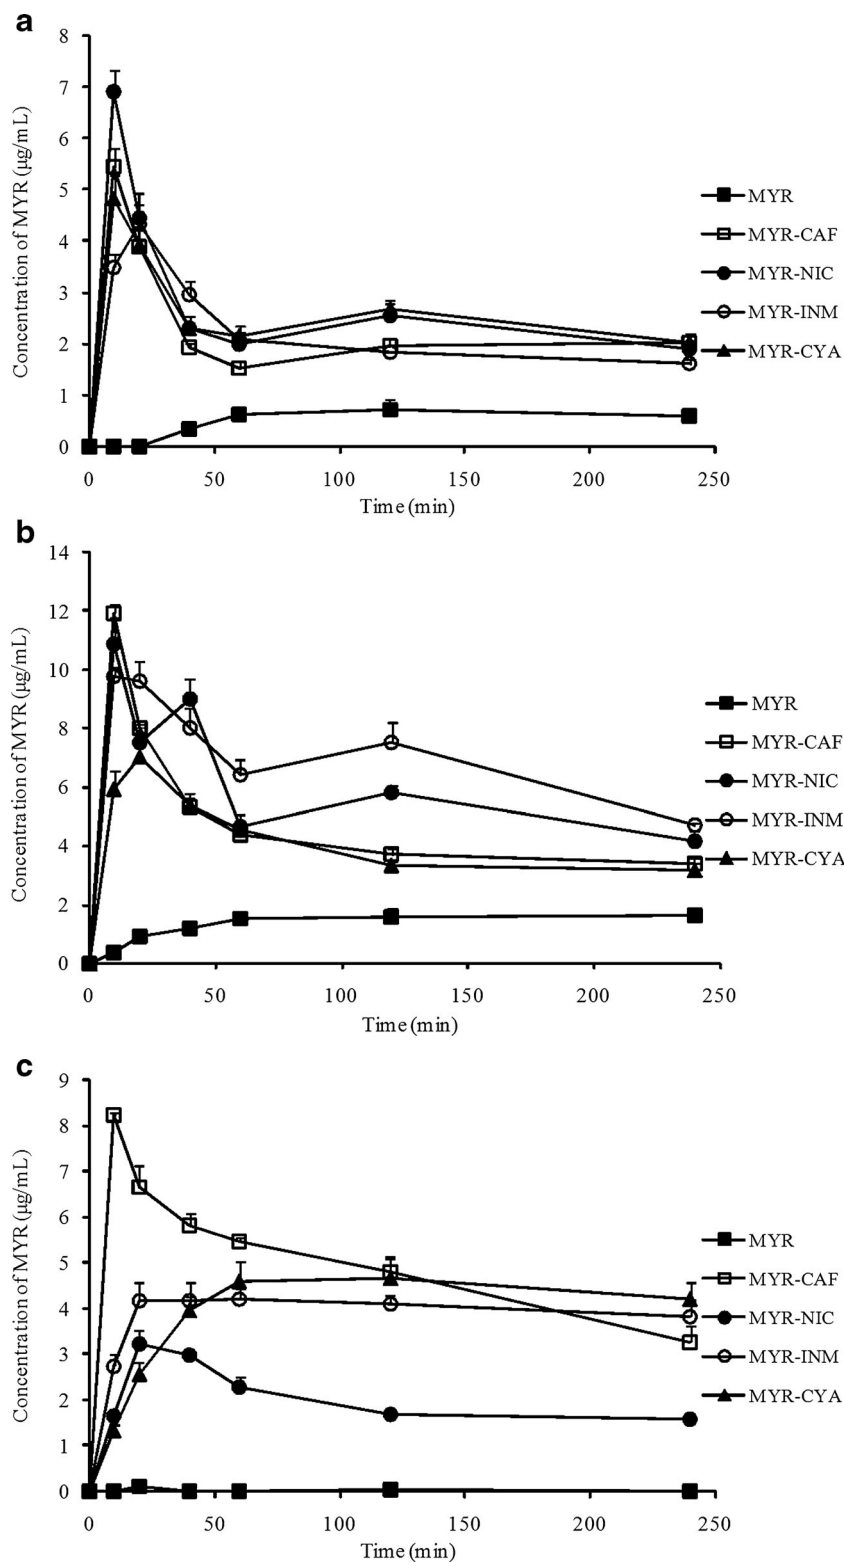 a
Concentration of MYR (µg/mL)
8
7
6
5
4
3
2
1
0
0 50 100 150 200 250
Time (min)
MYR
MYR-CAF
MYR-NIC
MYR-INM
MYR-CYA
b
Concentration of MYR (µg/mL)
14
12
10
8
6
4
2
0
0 50 100 150 200 250
Time (min)
MYR
MYR-CAF
MYR-NIC
MYR-INM
MYR-CYA
c
Concentration of MYR (µg/mL)
9
8
7
6
5
4
3
2
1
0
0 50 100 150 200 250
Time (min)
MYR
MYR-CAF
MYR-NIC
MYR-INM
MYR-CYA